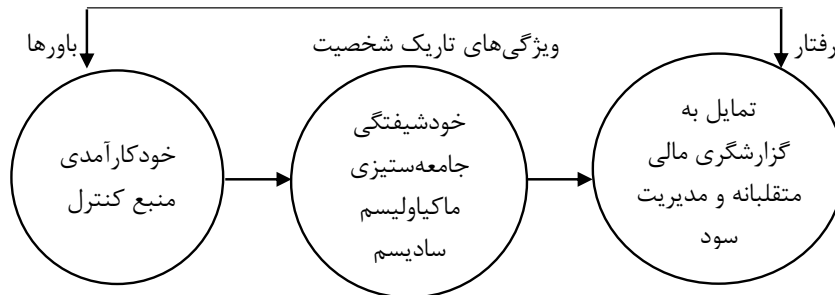 رفتار
ویژگی‌های تاریک شخصیت
باورها
تمایل به
گزارشگری مالی
متقلبانه و مدیریت
سود
خودشیفتگی
جامعه‌ستیزی
ماکیاولیسم
سادیسم
خودکارآمدی
منبع کنترل